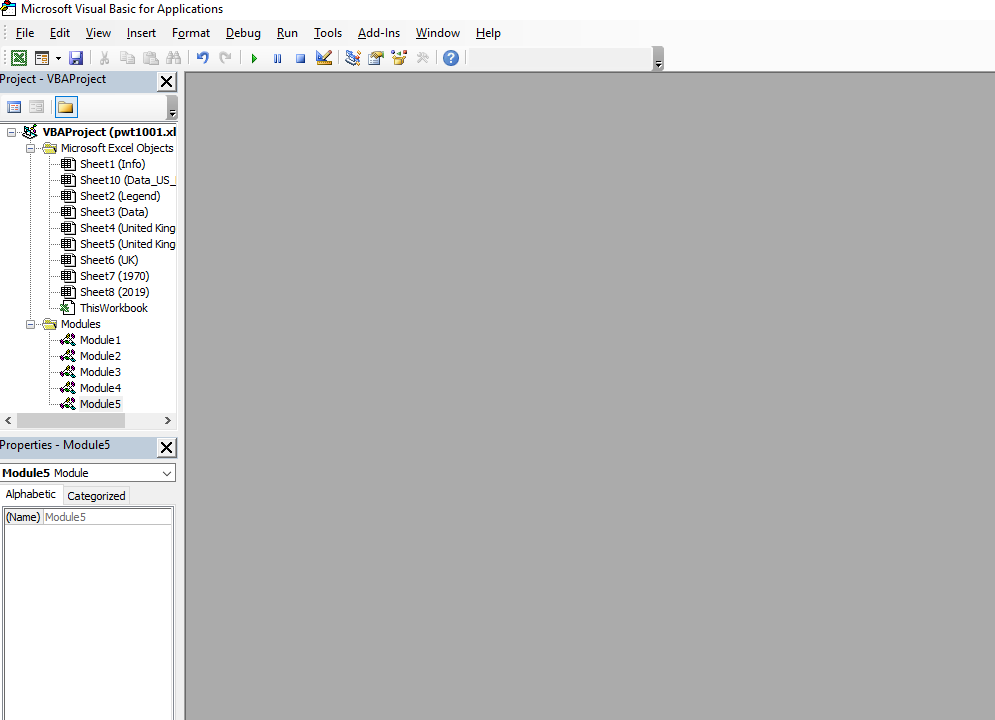 Microsoft Visual Basic for Applications
File Edit View Insert Format Debug Run Tools Add-Ins Window Help
Project - VBAProject
VBAProject (pwt1001.xl
Microsoft Excel Objects
Sheet1 (Info)
Sheet10 (Data_US_
Sheet2 (Legend)
Sheet3 (Data)
Sheet4 (United King
Sheet5 (United King
Sheet6 (UK)
Sheet7 (1970)
Sheet8 (2019)
ThisWorkbook
Modules
Module1
Module2
Module3
Module4
Module5
Properties - Module5
Module5 Module
Alphabetic Categorized
(Name) Module5